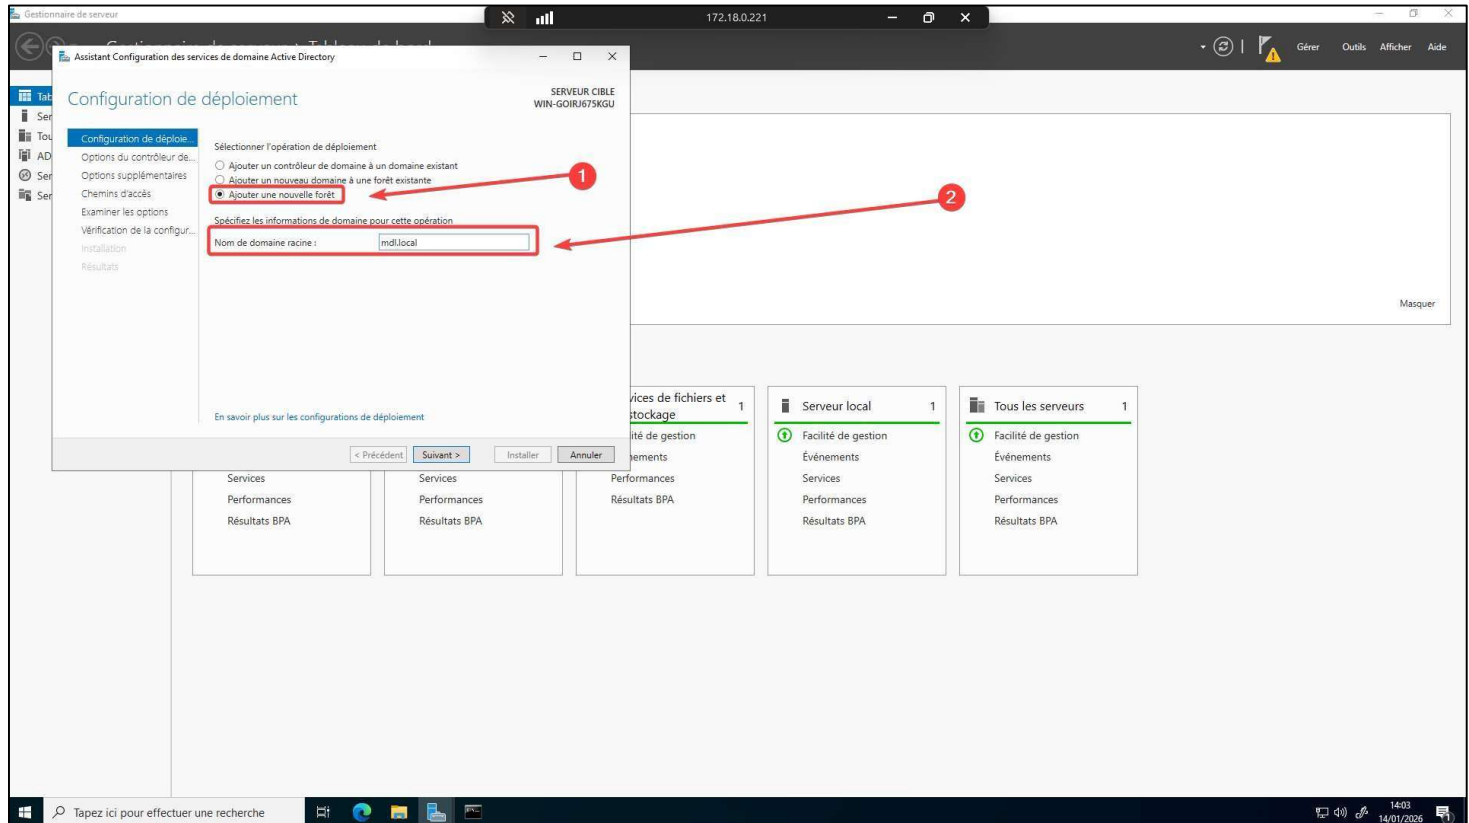 Gestionnaire de serveur
172.18.0.221
Gérer Outils Afficher Aide
Assistant Configuration des services de domaine Active Directory
Configuration de déploiement
SERVEUR CIBLE
WIN-GOIRJ675KGU
Configuration de déploie...
Options du contrôleur de...
Options supplémentaires
Chemins d'accès
Examiner les options
Vérification de la configur...
Installation
Résultats
Sélectionner l'opération de déploiement
Ajouter un contrôleur de domaine à un domaine existant
Ajouter un nouveau domaine à une forêt existante
Ajouter une nouvelle forêt
1
2
Spécifiez les informations de domaine pour cette opération
Nom de domaine racine :
mdl.local
En savoir plus sur les configurations de déploiement
< Précédent
Suivant >
Installer
Annuler
Tab
Ser
Tou
AD
Ser
Ser
Masquer
Services
Performances
Résultats BPA
Services
Performances
Résultats BPA
vices de fichiers et
stockage
1
ité de gestion
nements
Performances
Résultats BPA
Serveur local 1
Facilité de gestion
Événements
Services
Performances
Résultats BPA
Tous les serveurs 1
Facilité de gestion
Événements
Services
Performances
Résultats BPA
Tapez ici pour effectuer une recherche
14:03
14/01/2026
1